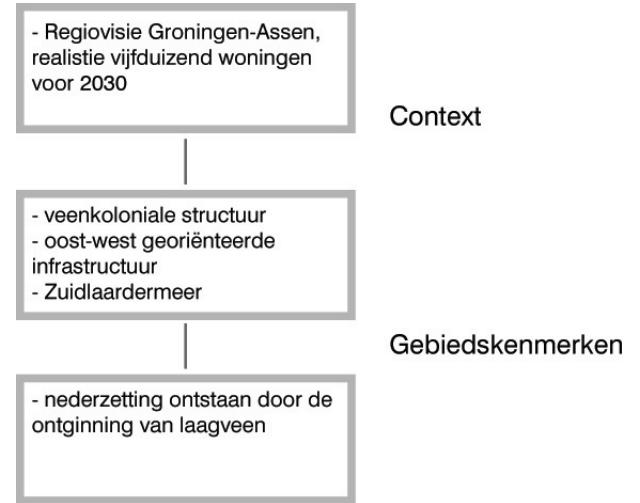 - Regiovisie Groningen-Assen,
realistie vijfduizend woningen
voor 2030
Context
- veenkoloniale structuur
- oost-west georiënteerde
infrastructuur
- Zuidlaardermeer
Gebiedskenmerken
- nederzetting ontstaan door de
ontginning van laagveen